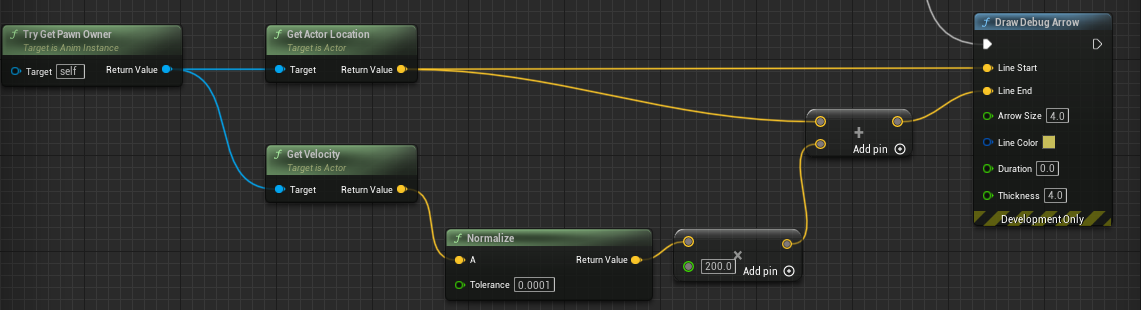 Try Get Pawn Owner
Target is Anim Instance
Target self
Return Value
Get Actor Location
Target is Actor
Target
Return Value
Get Velocity
Target is Actor
Target
Return Value
Normalize
A
Return Value
Tolerance 0.0001
×
200.0
Add pin
+
Add pin
Draw Debug Arrow
Line Start
Line End
Arrow Size 4.0
Line Color
Duration 0.0
Thickness 4.0
Development Only